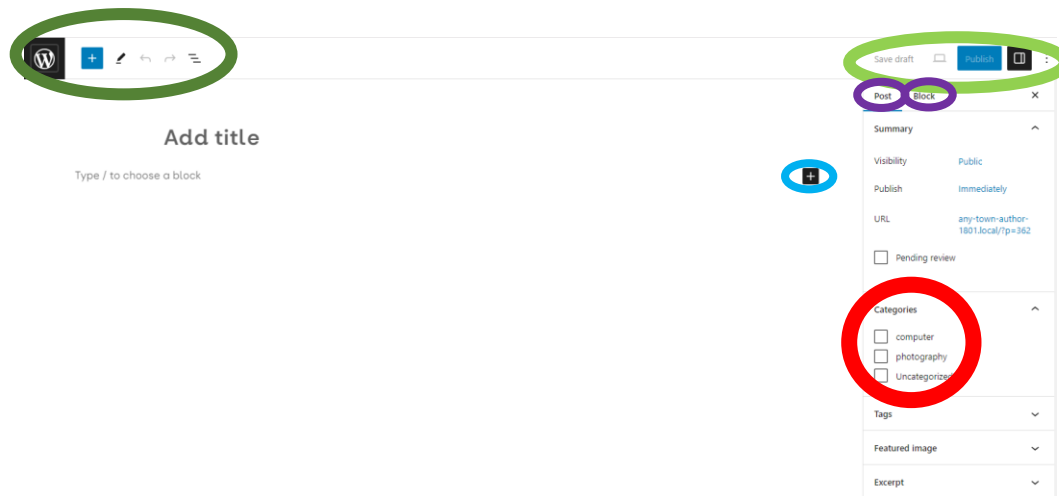 Save draft
Publish
Post Block
Add title
Type / to choose a block
Summary
Visibility Public
Publish Immediately
URL any-town-author-
1801.local/?p=362
Pending review
Categories
computer
photography
Uncategorized
Tags
Featured image
Excerpt